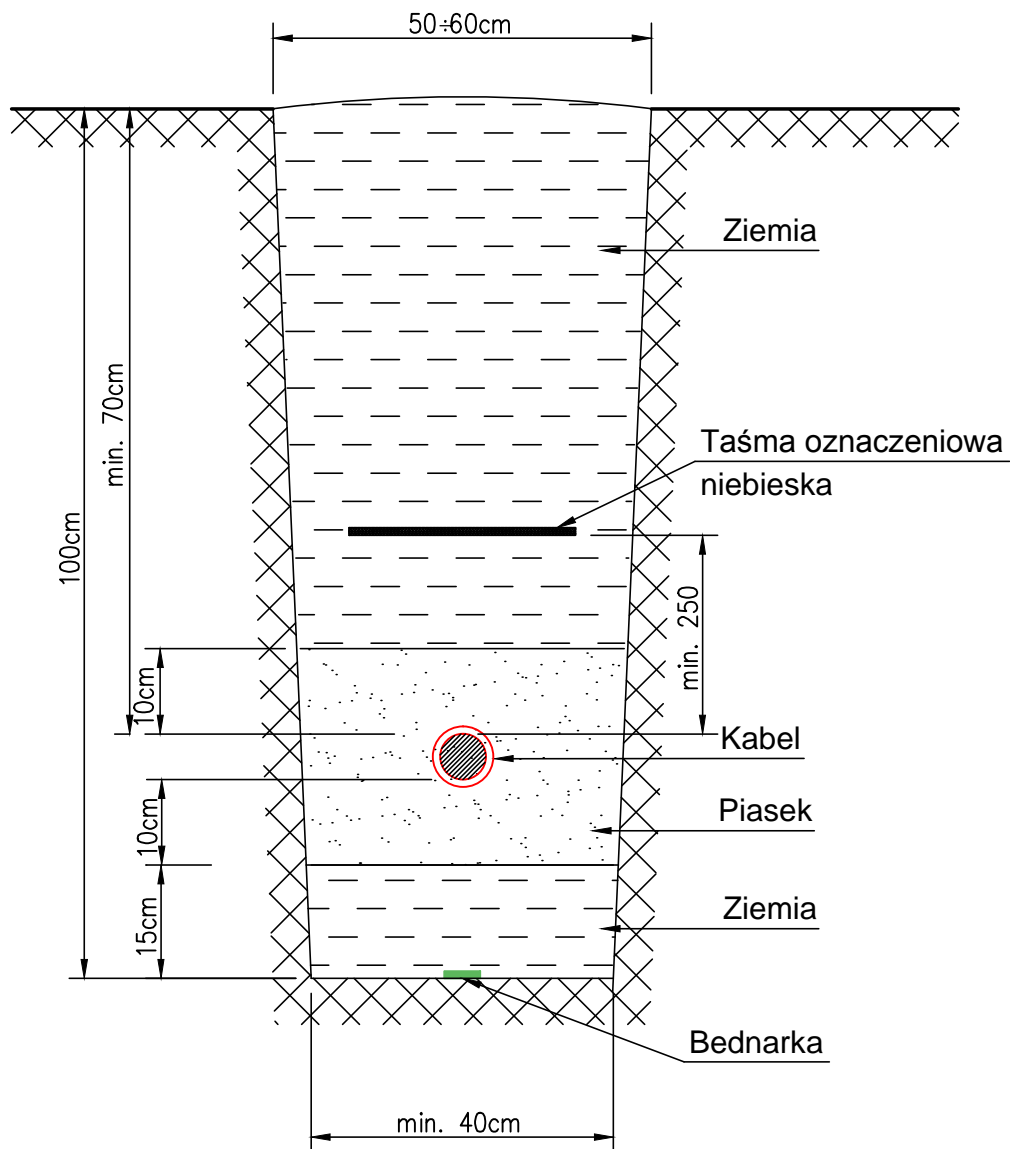 50÷60cm
Ziemia
min. 70cm
Taśma oznaczeniowa
niebieska
100cm
min. 250
10cm
Kabel
Piasek
10cm
Ziemia
15cm
Bednarka
min. 40cm